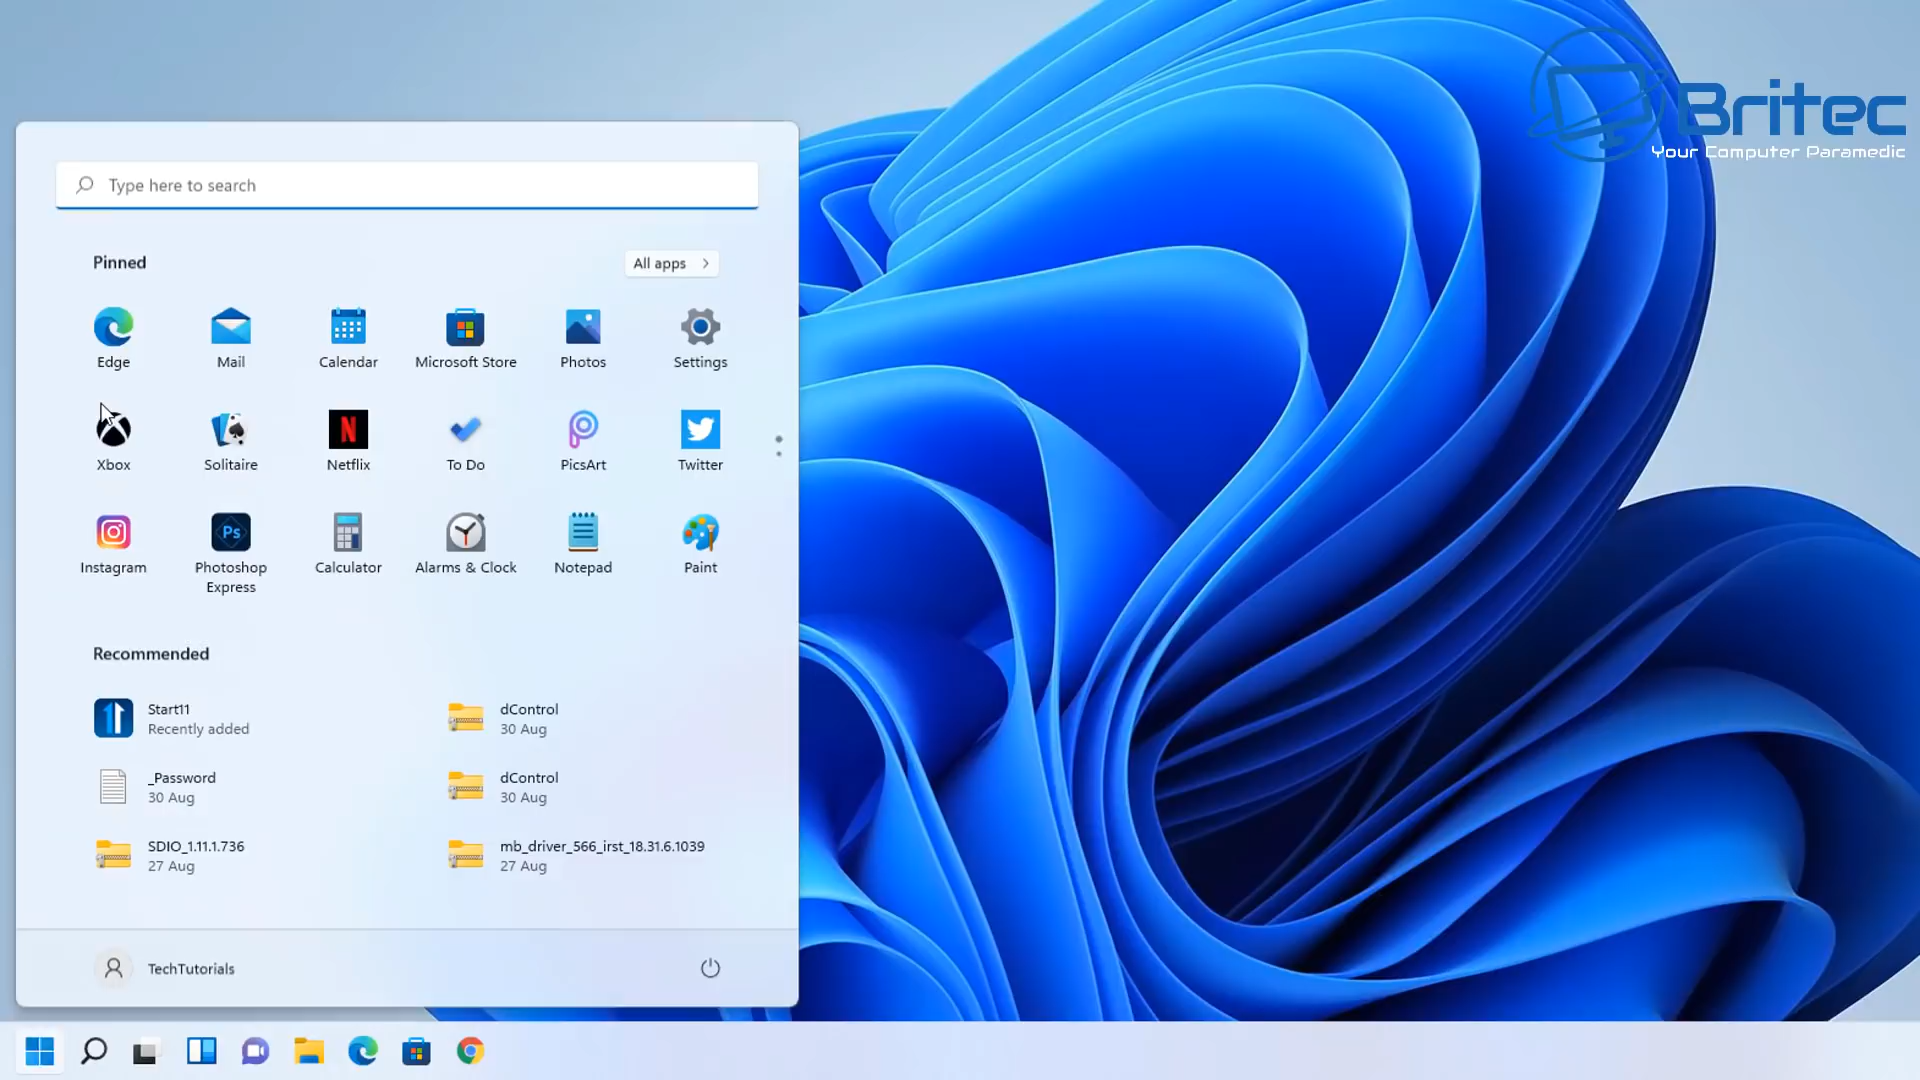 Britec
Your Computer Paramedic
Type here to search
Pinned
All apps
Edge
Mail
Calendar
Microsoft Store
Photos
Settings
Xbox
Solitaire
Netflix
To Do
PicsArt
Twitter
Instagram
Photoshop
Express
Calculator
Alarms & Clock
Notepad
Paint
Recommended
Start11
Recently added
dControl
30 Aug
_Password
30 Aug
dControl
30 Aug
SDIO_1.11.1.736
27 Aug
mb_driver_566_irst_18.31.6.1039
27 Aug
TechTutorials